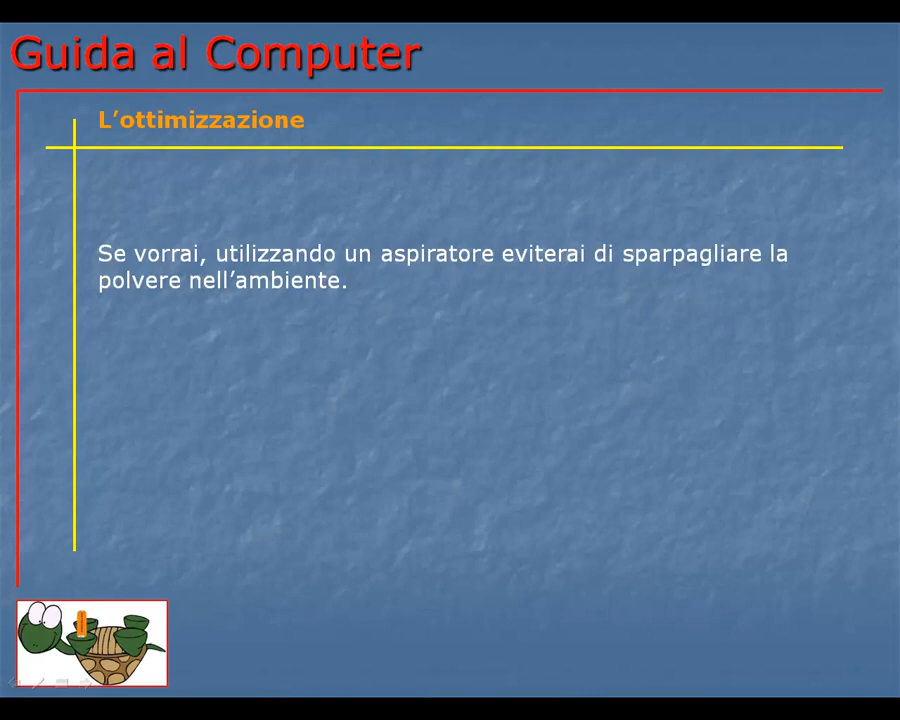 Guida al Computer
L’ottimizzazione
Se vorrai, utilizzando un aspiratore eviterai di sparpagliare la
polvere nell’ambiente.